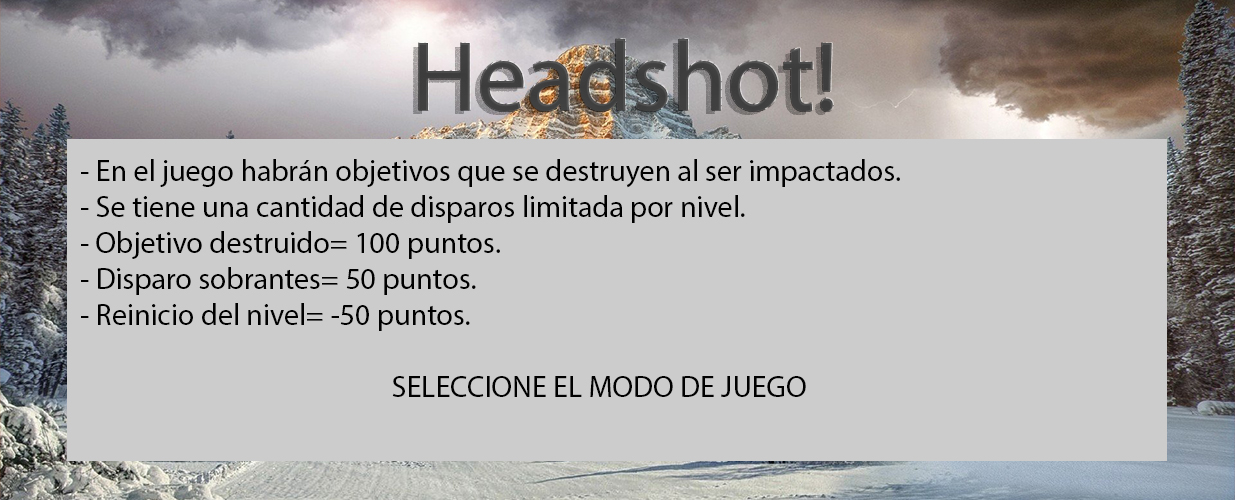 Headshot!
- En el juego habrán objetivos que se destruyen al ser impactados.
- Se tiene una cantidad de disparos limitada por nivel.
- Objetivo destruido= 100 puntos.
- Disparo sobrantes= 50 puntos.
- Reinicio del nivel= -50 puntos.
SELECCIONE EL MODO DE JUEGO